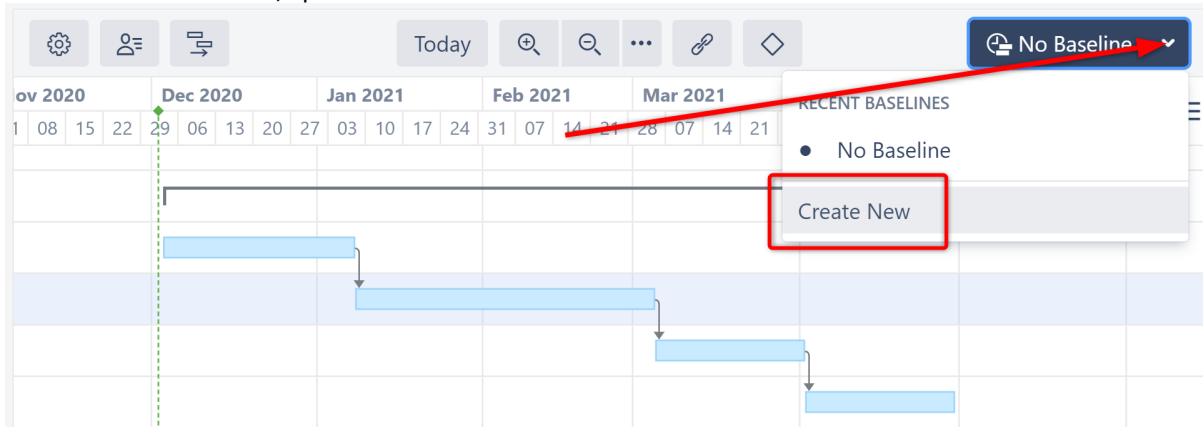 Today
No Baseline
ov 2020 Dec 2020 Jan 2021 Feb 2021 Mar 2021
1 08 15 22 29 06 13 20 27 03 10 17 24 31 07 14 21 28 07 14 21
RECENT BASELINES
No Baseline
Create New